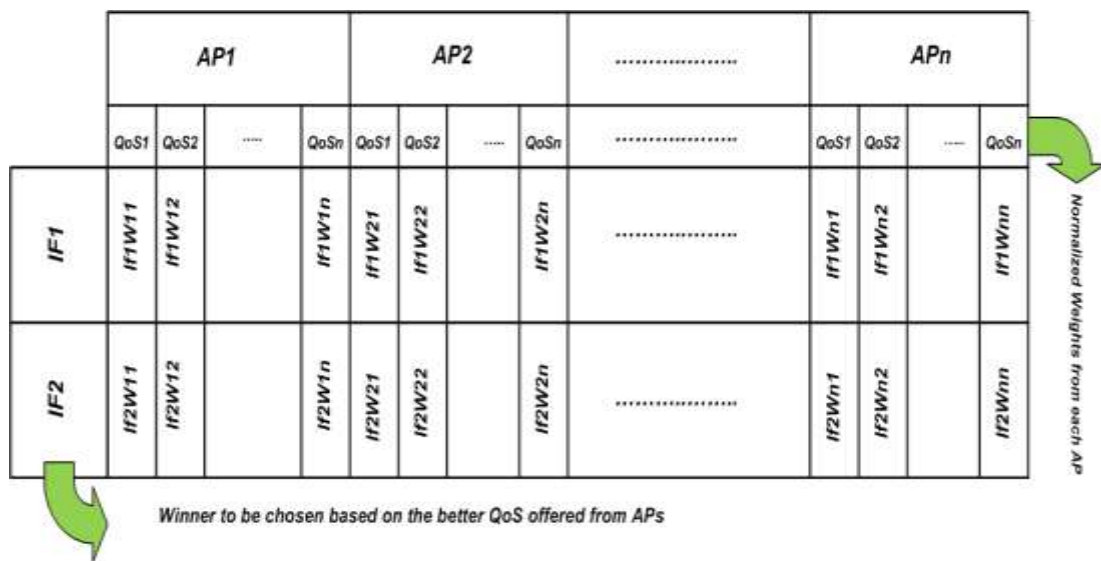 AP1 AP2 .................. APn
QoS1 QoS2 ..... QoSn QoS1 QoS2 ..... QoSn .................. QoS1 QoS2 ..... QoSn
IF1 If1W11 If1W12 If1W1n If1W21 If1W22 If1W2n .................. If1Wn1 If1Wn2 If1Wnn
IF2 If2W11 If2W12 If2W1n If2W21 If2W22 If2W2n .................. If2Wn1 If2Wn2 If2Wnn
Normalized Weights from each AP
Winner to be chosen based on the better QoS offered from APs